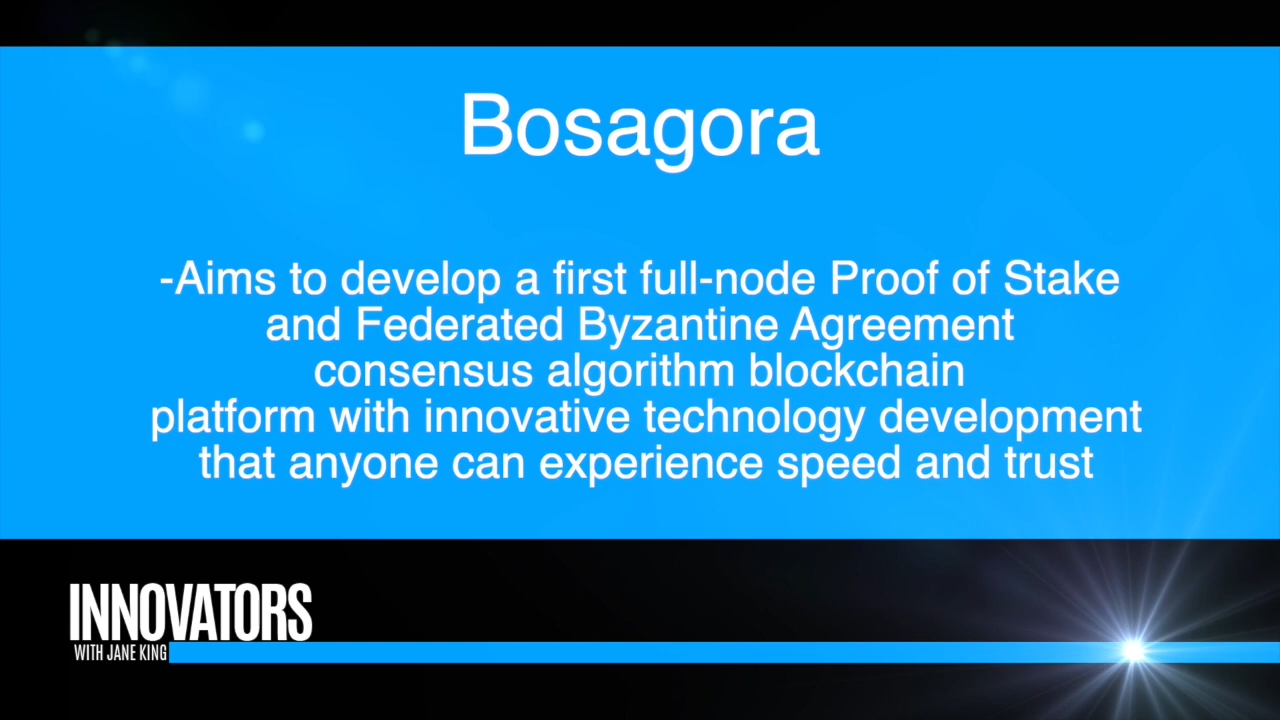 Bosagora
-Aims to develop a first full-node Proof of Stake
and Federated Byzantine Agreement
consensus algorithm blockchain
platform with innovative technology development
that anyone can experience speed and trust
INNOVATORS
WITH JANE KING